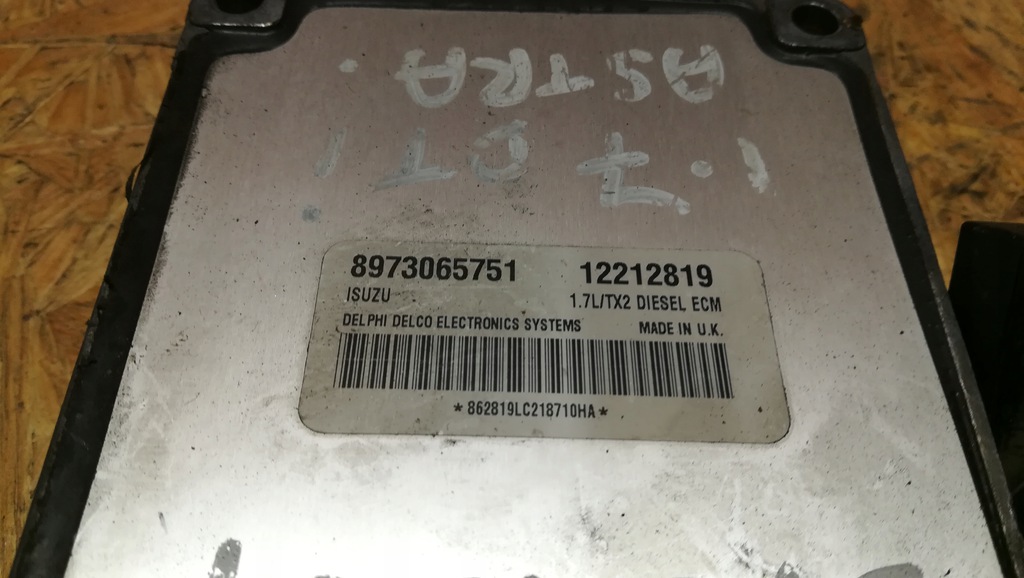 ASTRA
1.7 DTI
8973065751 12212819
ISUZU 1.7L/TX2 DIESEL ECM
DELPHI DELCO ELECTRONICS SYSTEMS MADE IN U.K.
*862819LC218710HA*